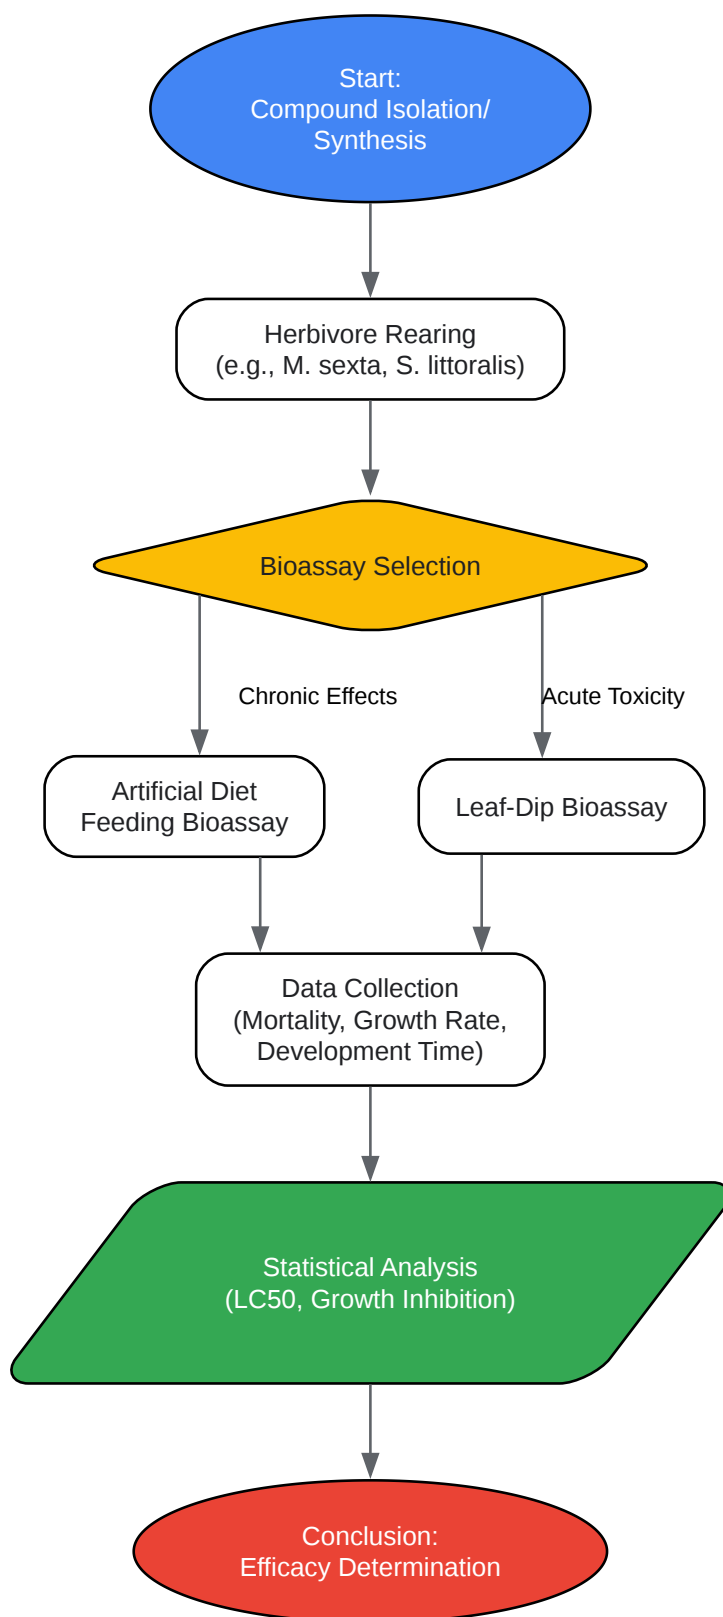 Start:
Compound Isolation/
Synthesis
Herbivore Rearing
(e.g., M. sexta, S. littoralis)
Bioassay Selection
Chronic Effects
Acute Toxicity
Artificial Diet
Feeding Bioassay
Leaf-Dip Bioassay
Data Collection
(Mortality, Growth Rate,
Development Time)
Statistical Analysis
(LC50, Growth Inhibition)
Conclusion:
Efficacy Determination